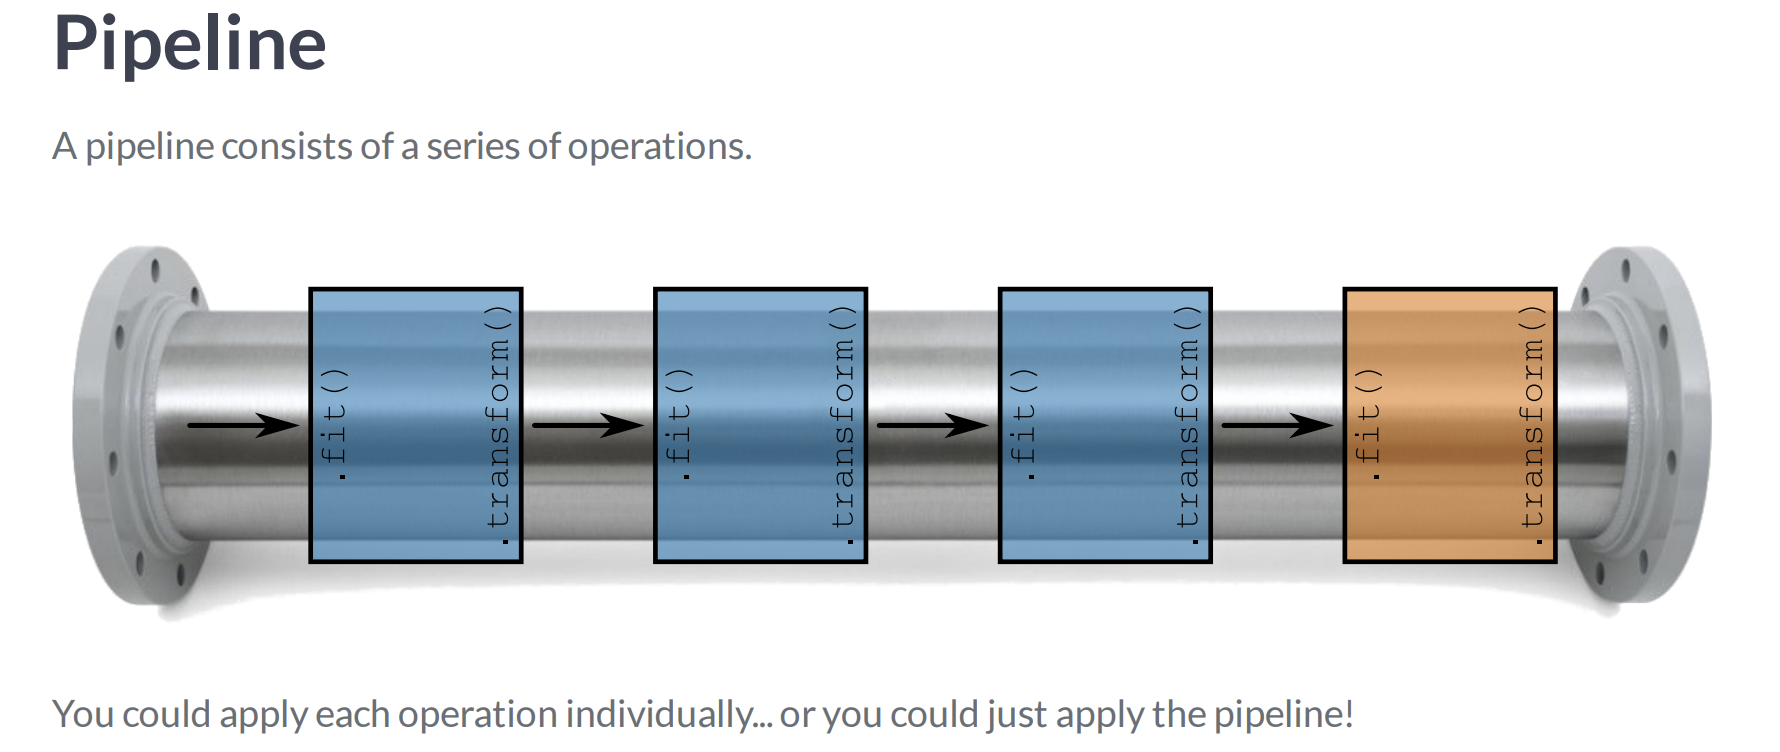 Pipeline
A pipeline consists of a series of operations.
.fit()
.transform()
.fit()
.transform()
.fit()
.transform()
.fit()
.transform()
You could apply each operation individually... or you could just apply the pipeline!